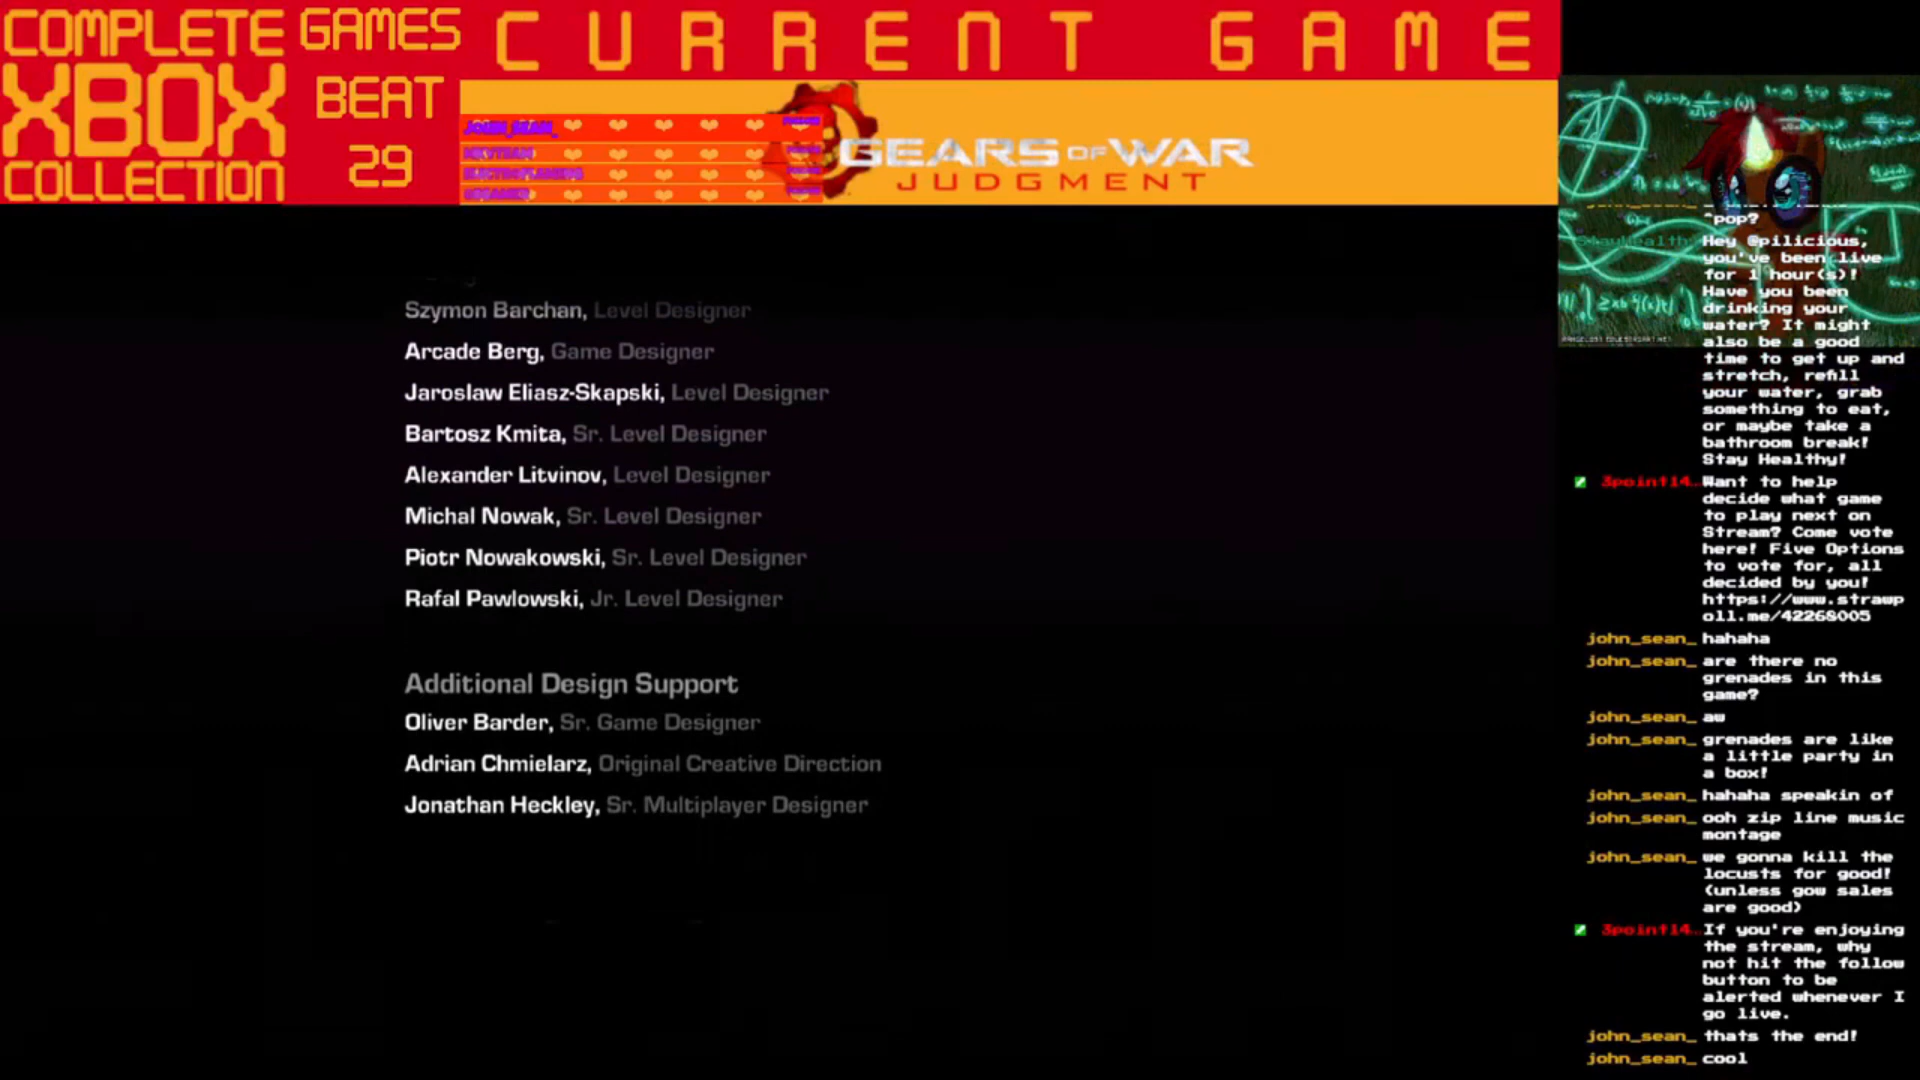 COMPLETE
XBOX
COLLECTION
GAMES
BEAT
29
CURRENT GAME
JOHN_SEAN_
GEARS OF WAR
JUDGMENT
Szymon Barchan, Level Designer
Arcade Berg, Game Designer
Jaroslaw Eliasz-Skapski, Level Designer
Bartosz Kmita, Sr. Level Designer
Alexander Litvinov, Level Designer
Michal Nowak, Sr. Level Designer
Piotr Nowakowski, Sr. Level Designer
Rafal Pawlowski, Jr. Level Designer
Additional Design Support
Oliver Barder, Sr. Game Designer
Adrian Chmielarz, Original Creative Direction
Jonathan Heckley, Sr. Multiplayer Designer
^pop?
StayHealth
Hey @pilicious,
you've been live
for 1 hour(s)!
Have you been
drinking your
water? It might
also be a good
time to get up and
stretch, refill
your water, grab
something to eat,
or maybe take a
bathroom break!
Stay Healthy!
3point14… Want to help
decide what game
to play next on
Stream? Come vote
here! Five Options
to vote for, all
decided by you!
https://www.strawp
oll.me/42268005
john_sean_ hahaha
john_sean_ are there no
grenades in this
game?
john_sean_ aw
john_sean_ grenades are like
a little party in
a box!
john_sean_ hahaha speakin of
john_sean_ ooh zip line music
montage
john_sean_ we gonna kill the
locusts for good!
(unless gow sales
are good)
3point14… If you're enjoying
the stream, why
not hit the follow
button to be
alerted whenever I
go live.
john_sean_ thats the end!
john_sean_ cool